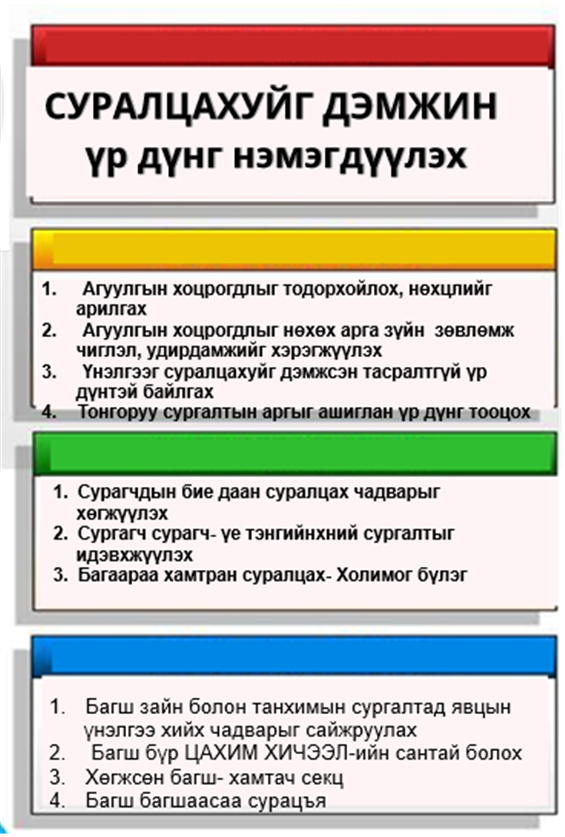 СУРАЛЦАХУЙГ ДЭМЖИН
үр дүнг нэмэгдүүлэх
1. Агуулгын хоцрогдлыг тодорхойлох, нөхцлийг
арилгах
2. Агуулгын хоцрогдлыг нөхөх арга зүйн зөвлөмж
чиглэл, удирдамжийг хэрэгжүүлэх
3. Үнэлгээг суралцахуйг дэмжсэн тасралтгүй үр
дүнтэй байлгах
4. Тонгоруу сургалтын аргыг ашиглан үр дүнг тооцох
1. Сурагчдын бие даан суралцах чадварыг
хөгжүүлэх
2. Сургагч сурагч- үе тэнгийнхний сургалтыг
идэвхжүүлэх
3. Багаараа хамтран суралцах- Холимог бүлэг
1. Багш зайн болон танхимын сургалтад явцын
үнэлгээ хийх чадварыг сайжруулах
2. Багш бүр ЦАХИМ ХИЧЭЭЛ-ийн сантай болох
3. Хөгжсөн багш- хамтач секц
4. Багш багшаасаа сурацъя